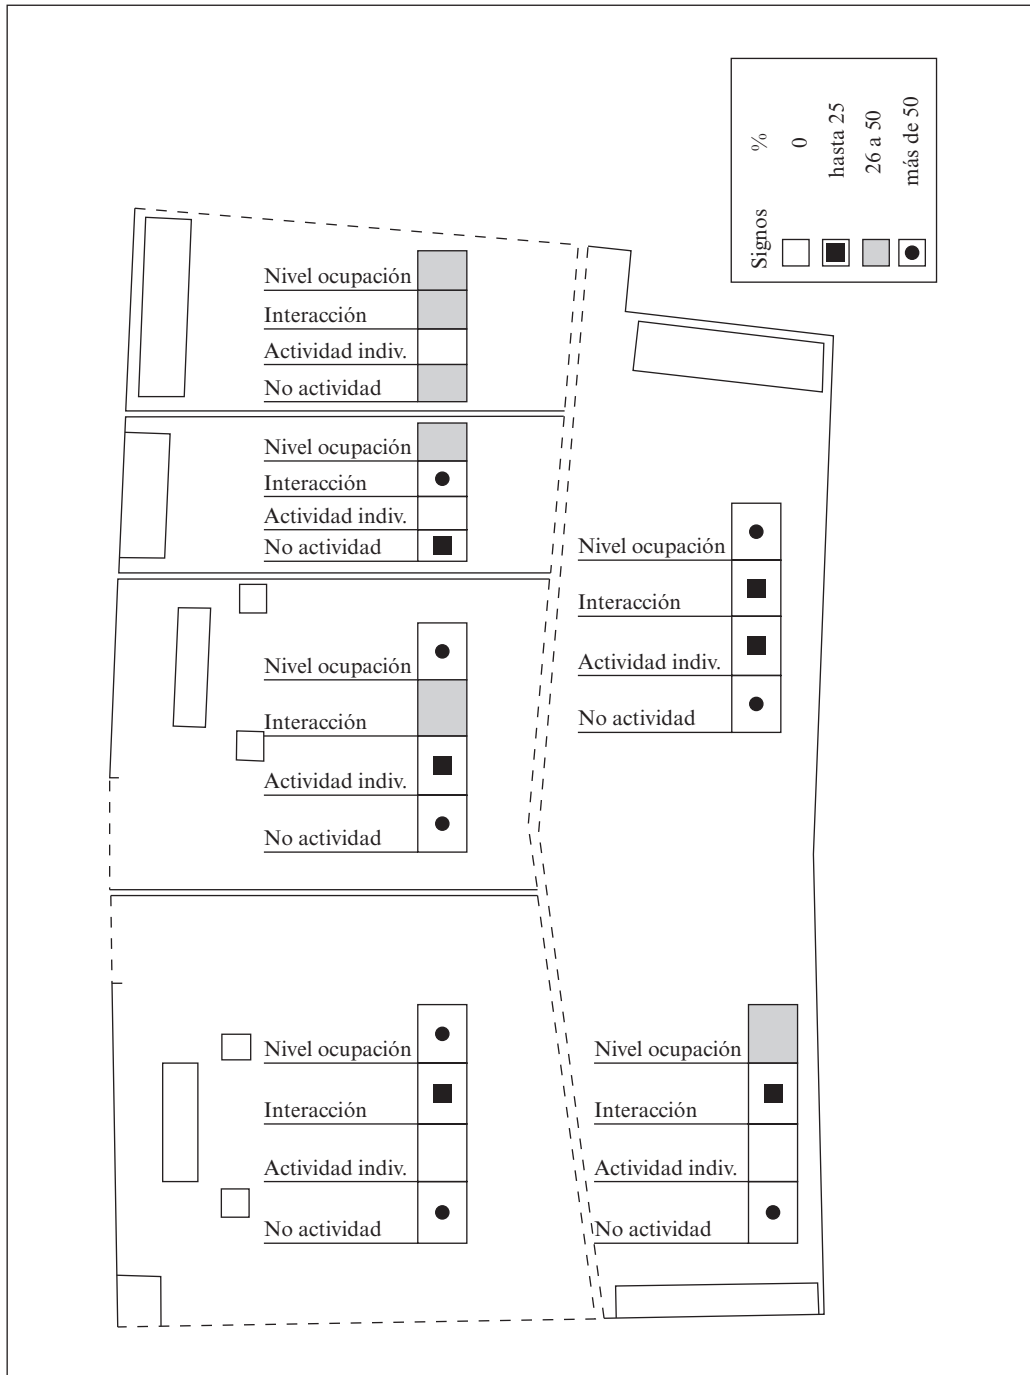 Signos %
0
hasta 25
26 a 50
más de 50
Nivel ocupación
Interacción
Actividad indiv.
No actividad
Nivel ocupación
Interacción
Actividad indiv.
No actividad
Nivel ocupación
Interacción
Actividad indiv.
No actividad
Nivel ocupación
Interacción
Actividad indiv.
No actividad
Nivel ocupación
Interacción
Actividad indiv.
No actividad
Nivel ocupación
Interacción
Actividad indiv.
No actividad